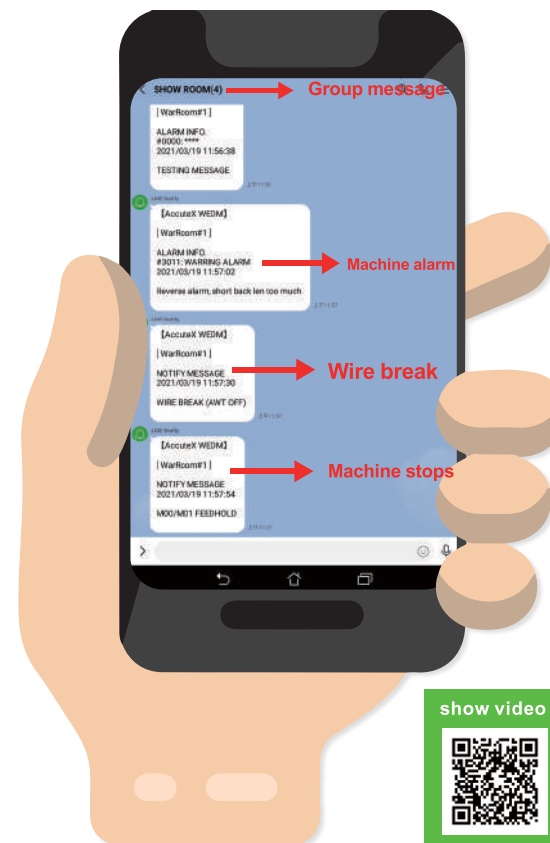 SHOW ROOM(4)
Group message
[WarRoom#1]
ALARM INFO.
#0000: ****
2021/03/19 11:56:38
TESTING MESSAGE
【AccuteX WEDM】
[WarRoom#1]
ALARM INFO.
#3011: WARRING ALARM
2021/03/19 11:57:02
Machine alarm
Reverse alarm, short back len too much
【AccuteX WEDM】
[WarRoom#1]
NOTIFY MESSAGE
2021/03/19 11:57:30
Wire break
WIRE BREAK (AWT OFF)
【AccuteX WEDM】
[WarRoom#1]
Machine stops
NOTIFY MESSAGE
2021/03/19 11:57:54
M00/M01 FEEDHOLD
show video